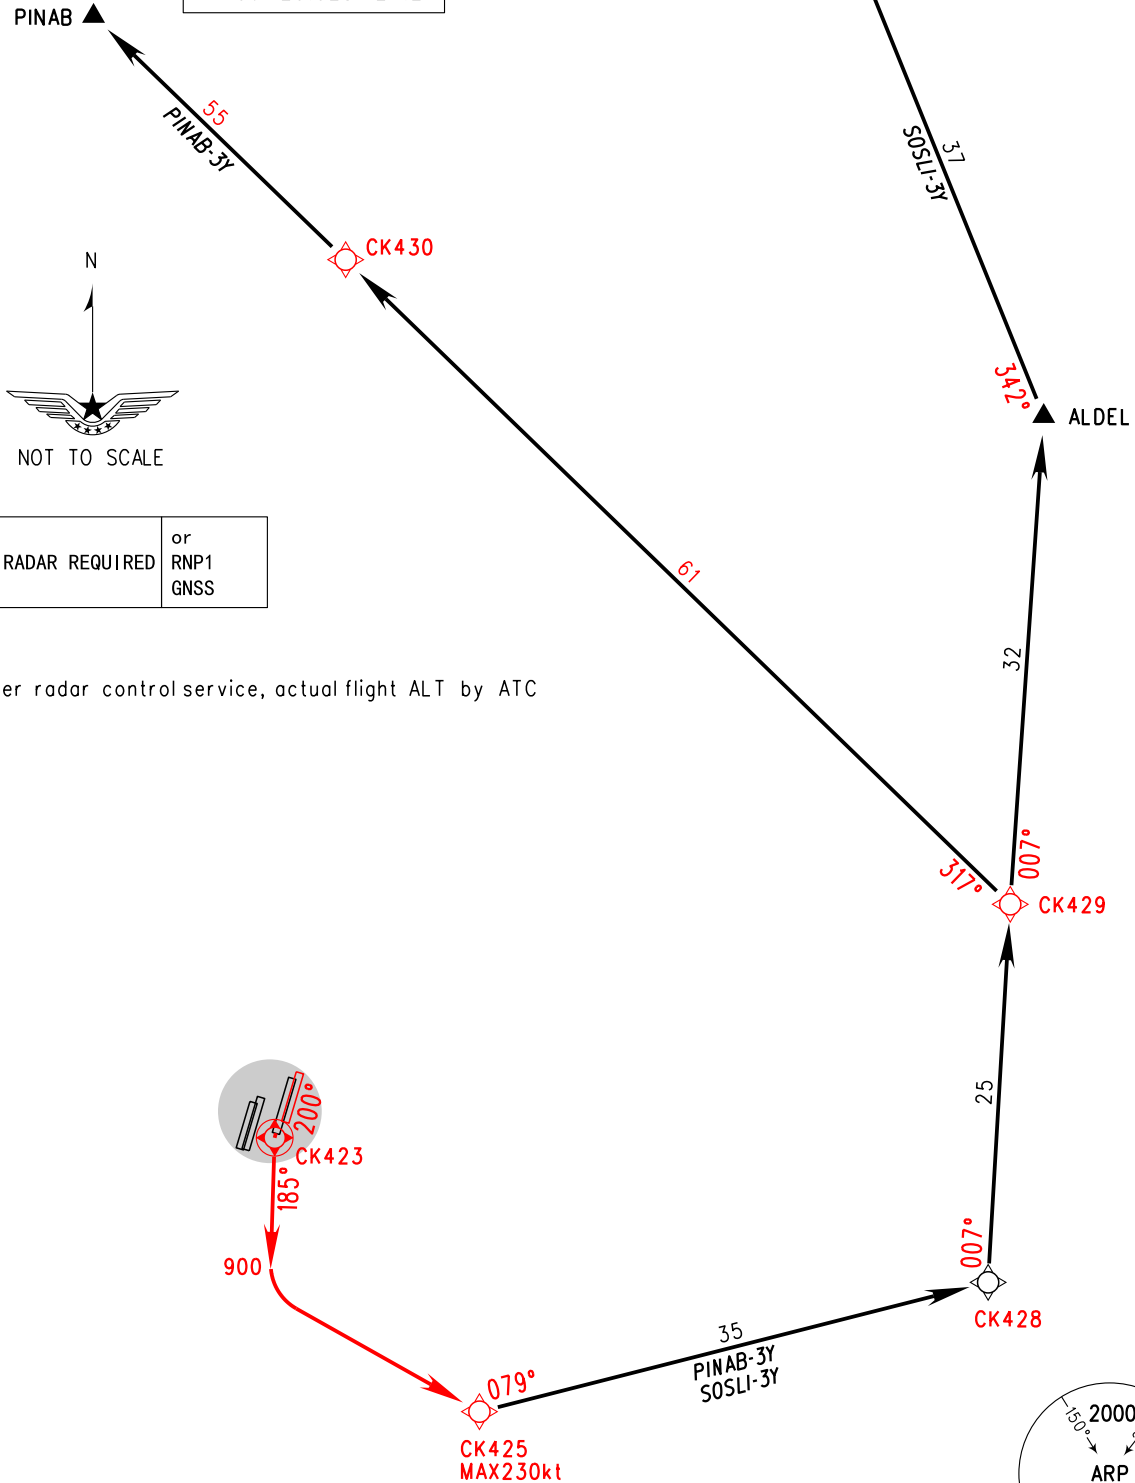 PINAB
55
PINAB-3Y
37
SOSLI-3Y
CK430
N
NOT TO SCALE
342°
ALDEL
RADAR REQUIRED
or
RNP1
GNSS
61
32
er radar control service, actual flight ALT by ATC
317°
007°
CK429
25
200°
CK423
185°
900
007°
CK428
35
PINAB-3Y
SOSLI-3Y
079°
CK425
MAX230kt
150°
2000
ARP